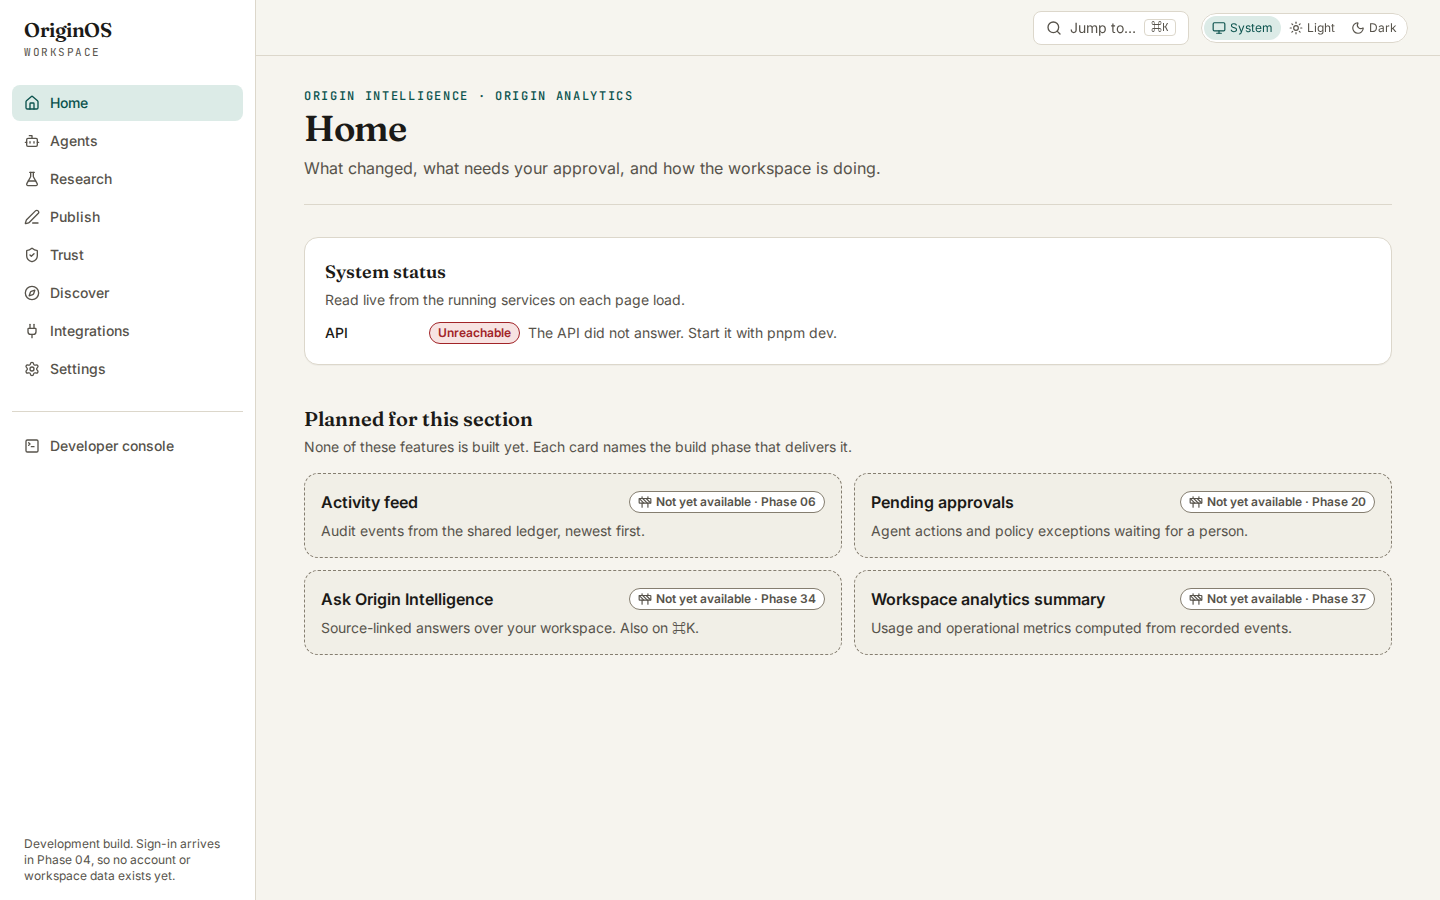 OriginOS
WORKSPACE
Home
Agents
Research
Publish
Trust
Discover
Integrations
Settings
Developer console
Development build. Sign-in arrives
in Phase 04, so no account or
workspace data exists yet.
Jump to... ⌘K
System Light Dark
ORIGIN INTELLIGENCE · ORIGIN ANALYTICS
Home
What changed, what needs your approval, and how the workspace is doing.
System status
Read live from the running services on each page load.
API Unreachable The API did not answer. Start it with pnpm dev.
Planned for this section
None of these features is built yet. Each card names the build phase that delivers it.
Activity feed Not yet available · Phase 06
Audit events from the shared ledger, newest first.
Pending approvals Not yet available · Phase 20
Agent actions and policy exceptions waiting for a person.
Ask Origin Intelligence Not yet available · Phase 34
Source-linked answers over your workspace. Also on ⌘K.
Workspace analytics summary Not yet available · Phase 37
Usage and operational metrics computed from recorded events.